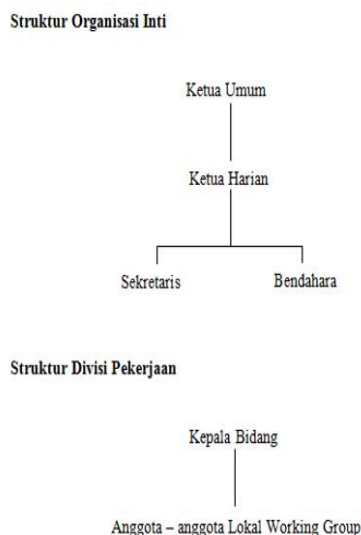 Struktur Organisasi Inti
Ketua Umum
Ketua Harian
Sekretaris
Bendahara
Struktur Divisi Pekerjaan
Kepala Bidang
Anggota – anggota Lokal Working Group